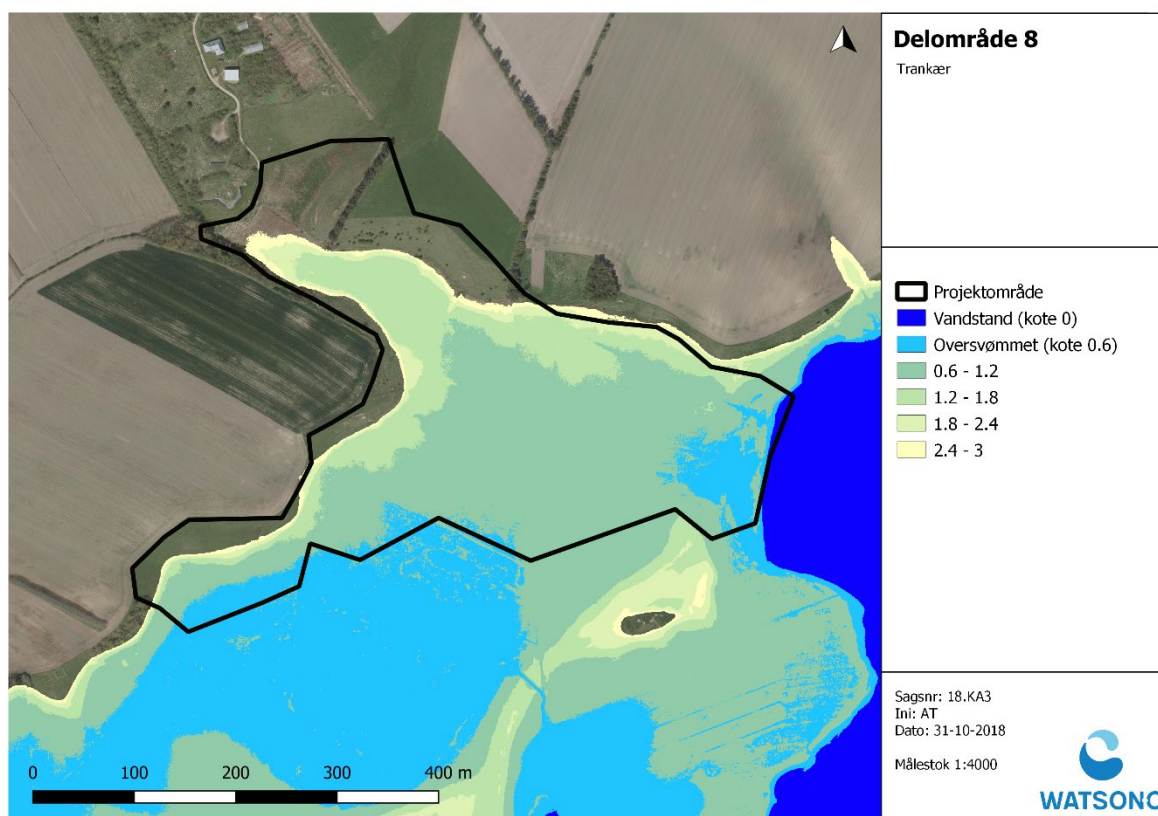 Delområde 8
Trankær
Projektområde
Vandstand (kote 0)
Oversvømmet (kote 0.6)
0.6 - 1.2
1.2 - 1.8
1.8 - 2.4
2.4 - 3
0 100 200 300 400 m
Sagsnr: 18.KA3
Ini: AT
Dato: 31-10-2018
Målestok 1:4000
WATSONC